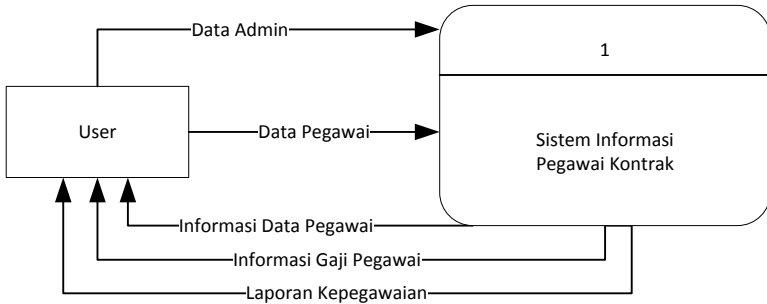 Data Admin
1
User
Data Pegawai
Sistem Informasi
Pegawai Kontrak
Informasi Data Pegawai
Informasi Gaji Pegawai
Laporan Kepegawaian